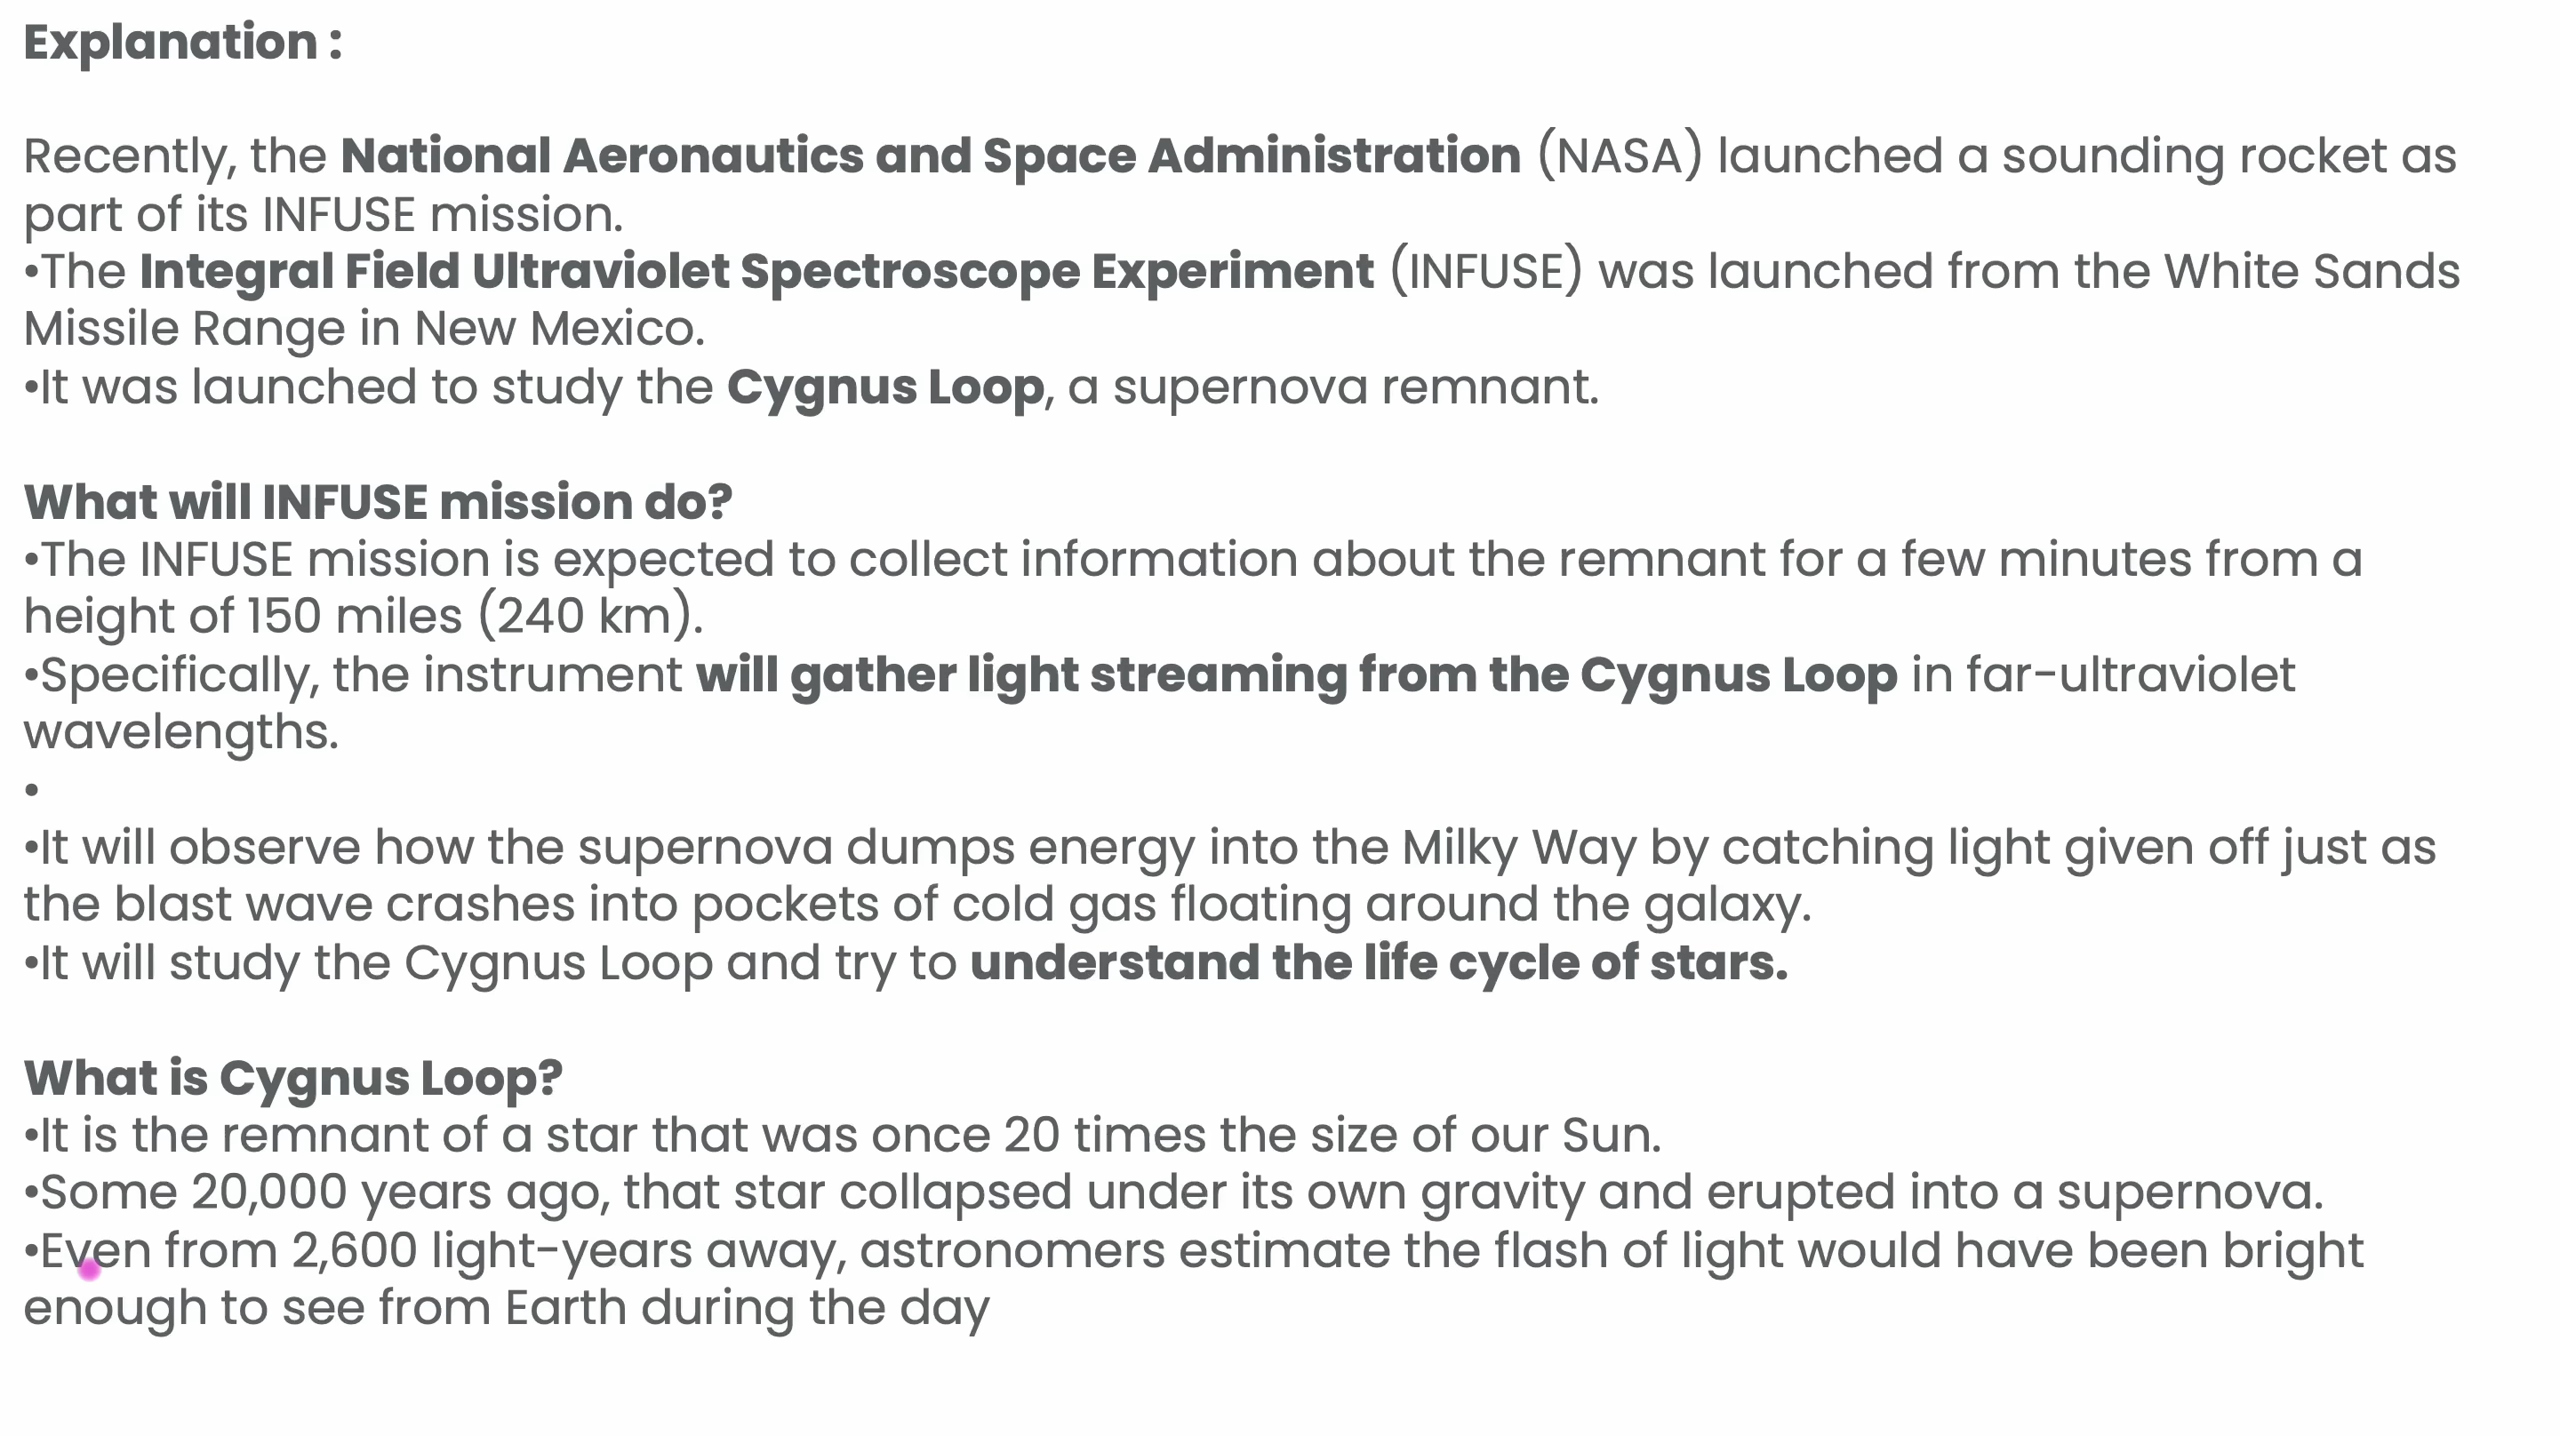 Explanation :
Recently, the National Aeronautics and Space Administration (NASA) launched a sounding rocket as
part of its INFUSE mission.
•The Integral Field Ultraviolet Spectroscope Experiment (INFUSE) was launched from the White Sands
Missile Range in New Mexico.
•It was launched to study the Cygnus Loop, a supernova remnant.
What will INFUSE mission do?
•The INFUSE mission is expected to collect information about the remnant for a few minutes from a
height of 150 miles (240 km).
•Specifically, the instrument will gather light streaming from the Cygnus Loop in far-ultraviolet
wavelengths.
•
•It will observe how the supernova dumps energy into the Milky Way by catching light given off just as
the blast wave crashes into pockets of cold gas floating around the galaxy.
•It will study the Cygnus Loop and try to understand the life cycle of stars.
What is Cygnus Loop?
•It is the remnant of a star that was once 20 times the size of our Sun.
•Some 20,000 years ago, that star collapsed under its own gravity and erupted into a supernova.
•Even from 2,600 light-years away, astronomers estimate the flash of light would have been bright
enough to see from Earth during the day